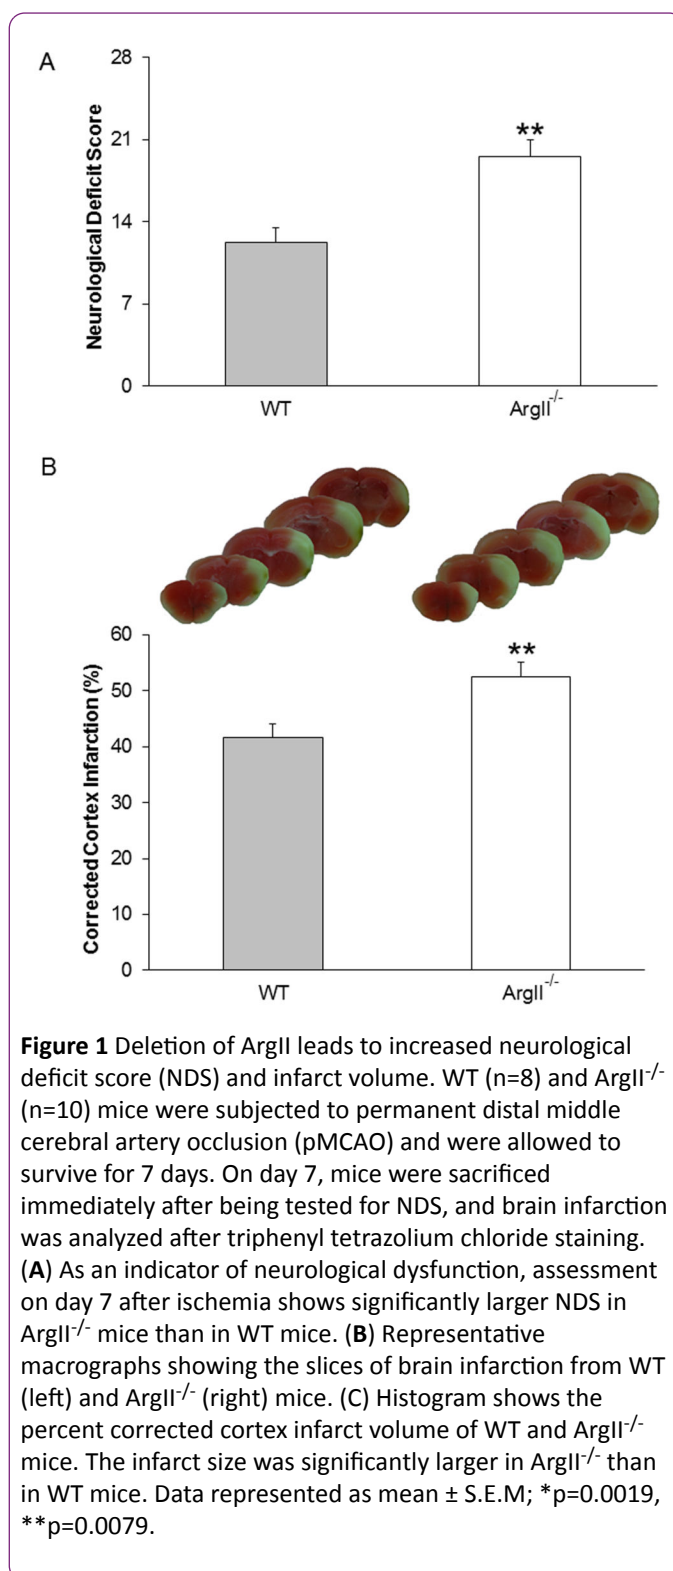 A
28
21
14
7
0
Neurological Deficit Score
**
WT
ArgII-/-
B
60
50
40
30
20
10
0
Corrected Cortex Infarction (%)
**
WT
ArgII-/-
Figure 1 Deletion of ArgII leads to increased neurological
deficit score (NDS) and infarct volume. WT (n=8) and ArgII-/-
(n=10) mice were subjected to permanent distal middle
cerebral artery occlusion (pMCAO) and were allowed to
survive for 7 days. On day 7, mice were sacrificed
immediately after being tested for NDS, and brain infarction
was analyzed after triphenyl tetrazolium chloride staining.
(A) As an indicator of neurological dysfunction, assessment
on day 7 after ischemia shows significantly larger NDS in
ArgII-/- mice than in WT mice. (B) Representative
macrographs showing the slices of brain infarction from WT
(left) and ArgII-/- (right) mice. (C) Histogram shows the
percent corrected cortex infarct volume of WT and ArgII-/-
mice. The infarct size was significantly larger in ArgII-/- than
in WT mice. Data represented as mean ± S.E.M; *p=0.0019,
**p=0.0079.